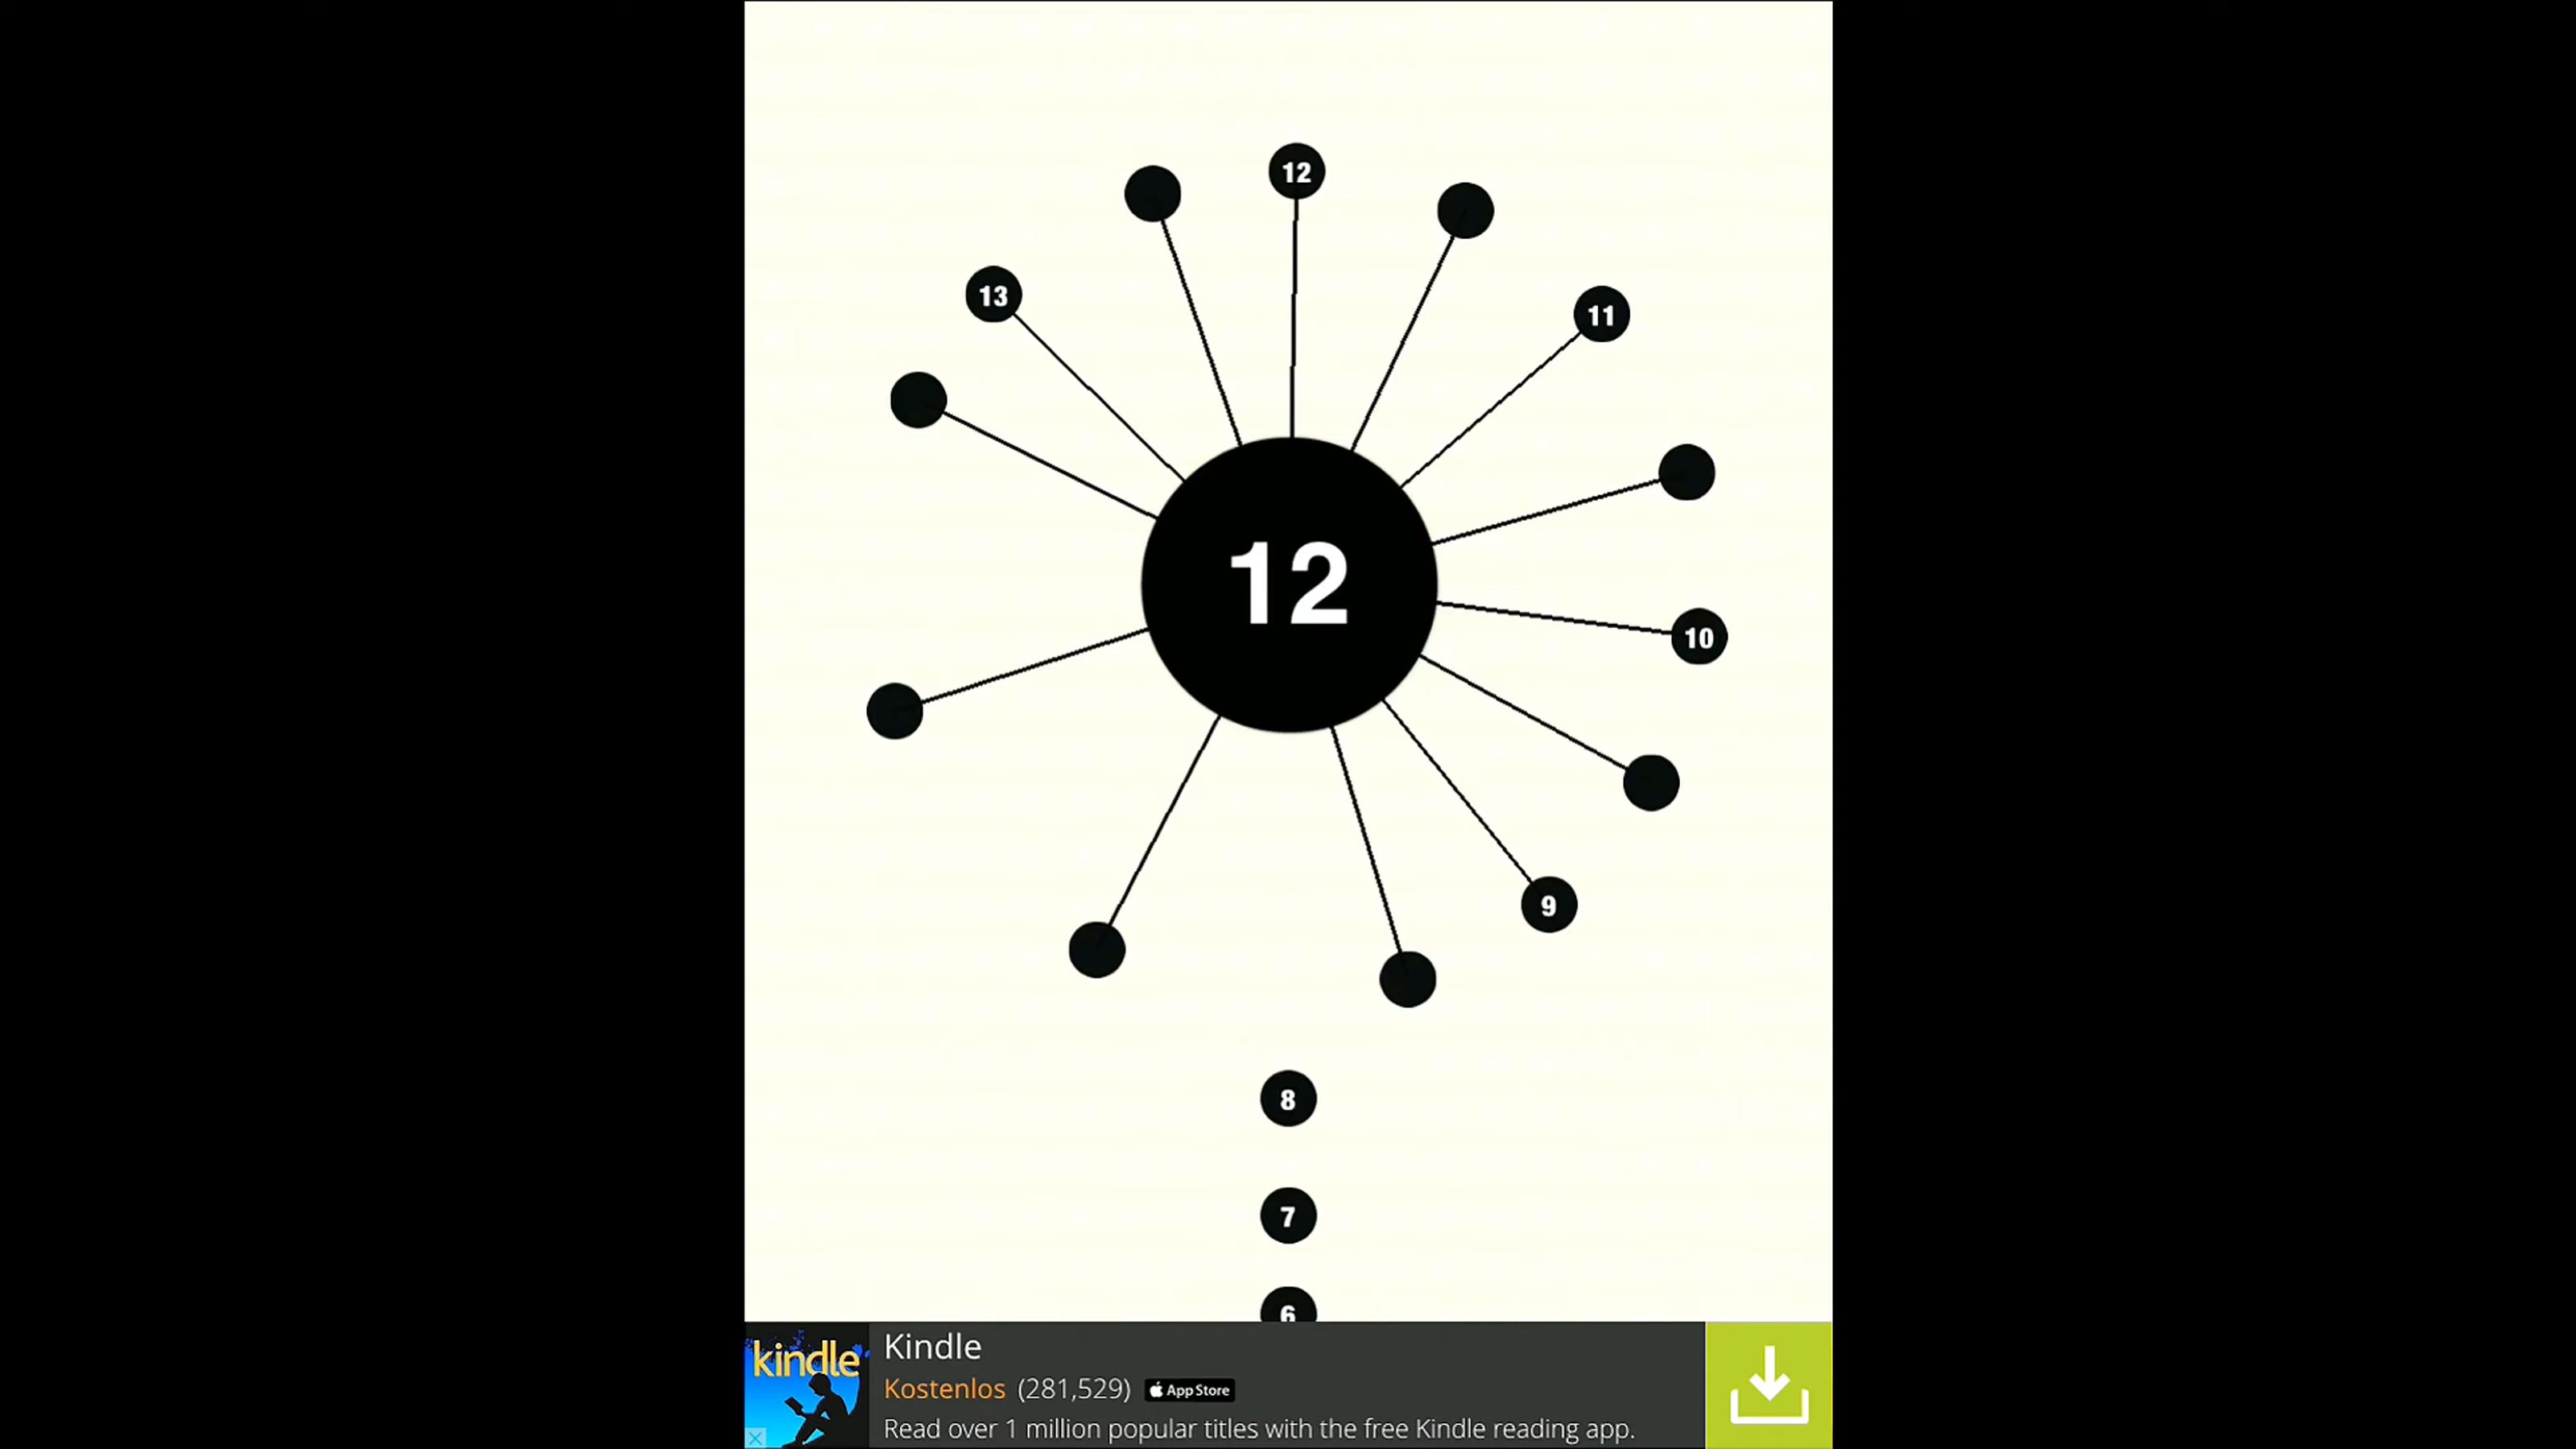 12
13
11
12
10
9
8
7
6
kindle
Kindle
Kostenlos (281,529) App Store
Read over 1 million popular titles with the free Kindle reading app.